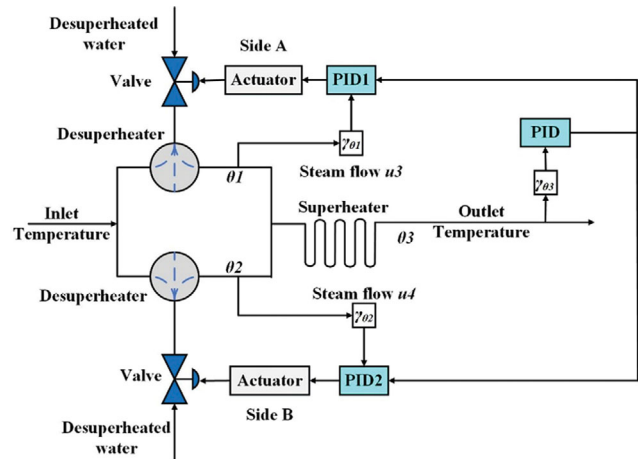 Desuperheated
water
Side A
Valve
Actuator
PID1
Desuperheater
γθ1
PID
θ1
Steam flow u3
γθ3
Inlet
Temperature
Superheater
Outlet
Temperature
θ3
θ2
Desuperheater
Steam flow u4
γθ2
Valve
Actuator
PID2
Side B
Desuperheated
water